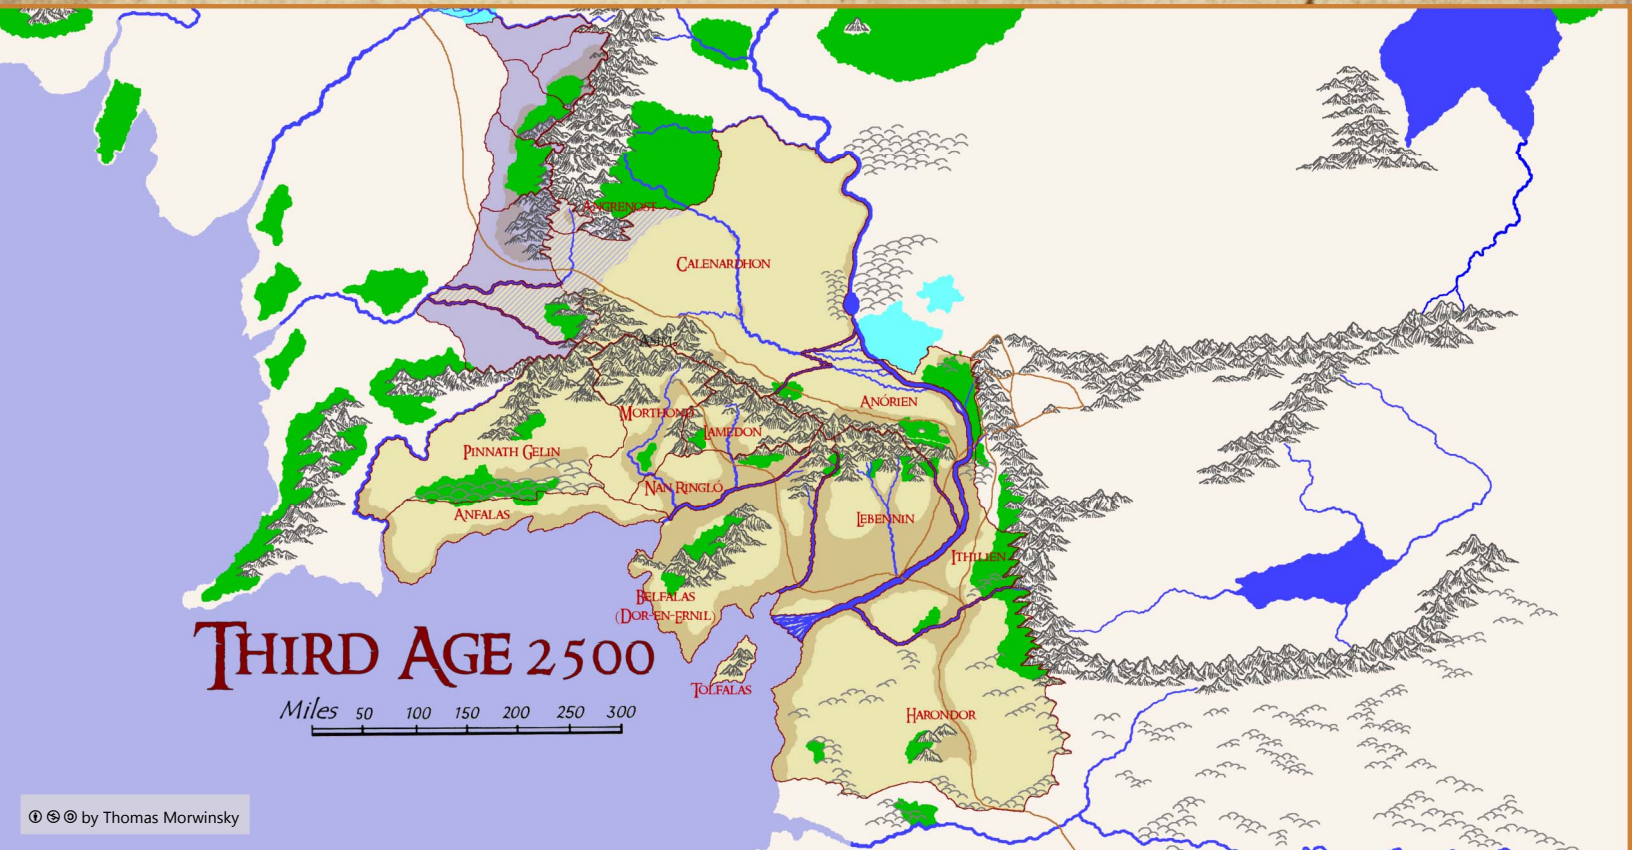 ANGRENOST
CALENARDHON
ANÓRIEN
MORTHOND
LAMEDON
PINNATH GELIN
NAN RINGLÓ
ANFALAS
LEBENNIN
ITHILIEN
BELFALAS
(DOR-EN-ERNIL)
THIRD AGE 2500
TOLFALAS
Miles 50 100 150 200 250 300
HARONDOR
by Thomas Morwinsky